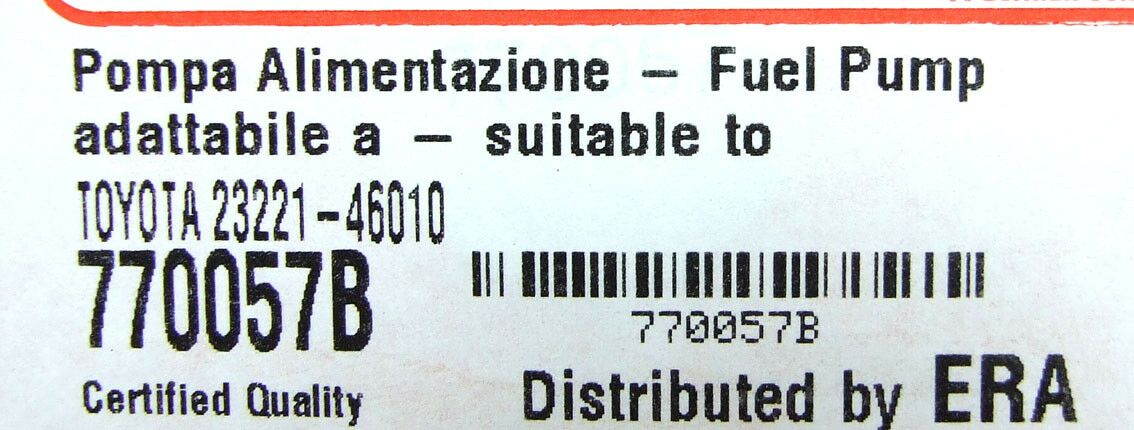 Pompa Alimentazione – Fuel Pump
adattabile a – suitable to
TOYOTA 23221-46010
770057B
770057B
Certified Quality
Distributed by ERA